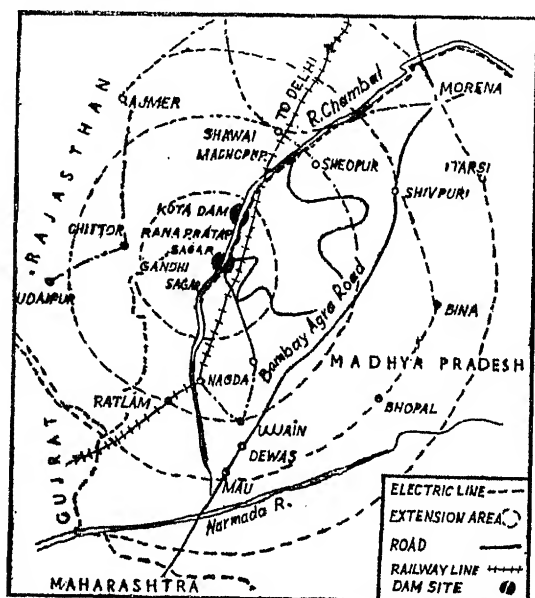 TO DELHI
R. Chambal
MORENA
RAJASTHAN
AJMER
SHAWAI
MADHOPUR
SHEOPUR
ITARSI
SHIVPURI
KOTA DAM
RANA PRATAP
SAGAR
CHITTOR
GANDHI
SAGAR
UDAIPUR
Bambay Agra Road
BINA
MADHYA PRADESH
NAGDA
RATLAM
BHOPAL
UJJAIN
DEWAS
MAU
GUJRAT
Narmada R.
MAHARASHTRA
ELECTRIC LINE
EXTENSION AREA
ROAD
RAILWAY LINE
DAM SITE